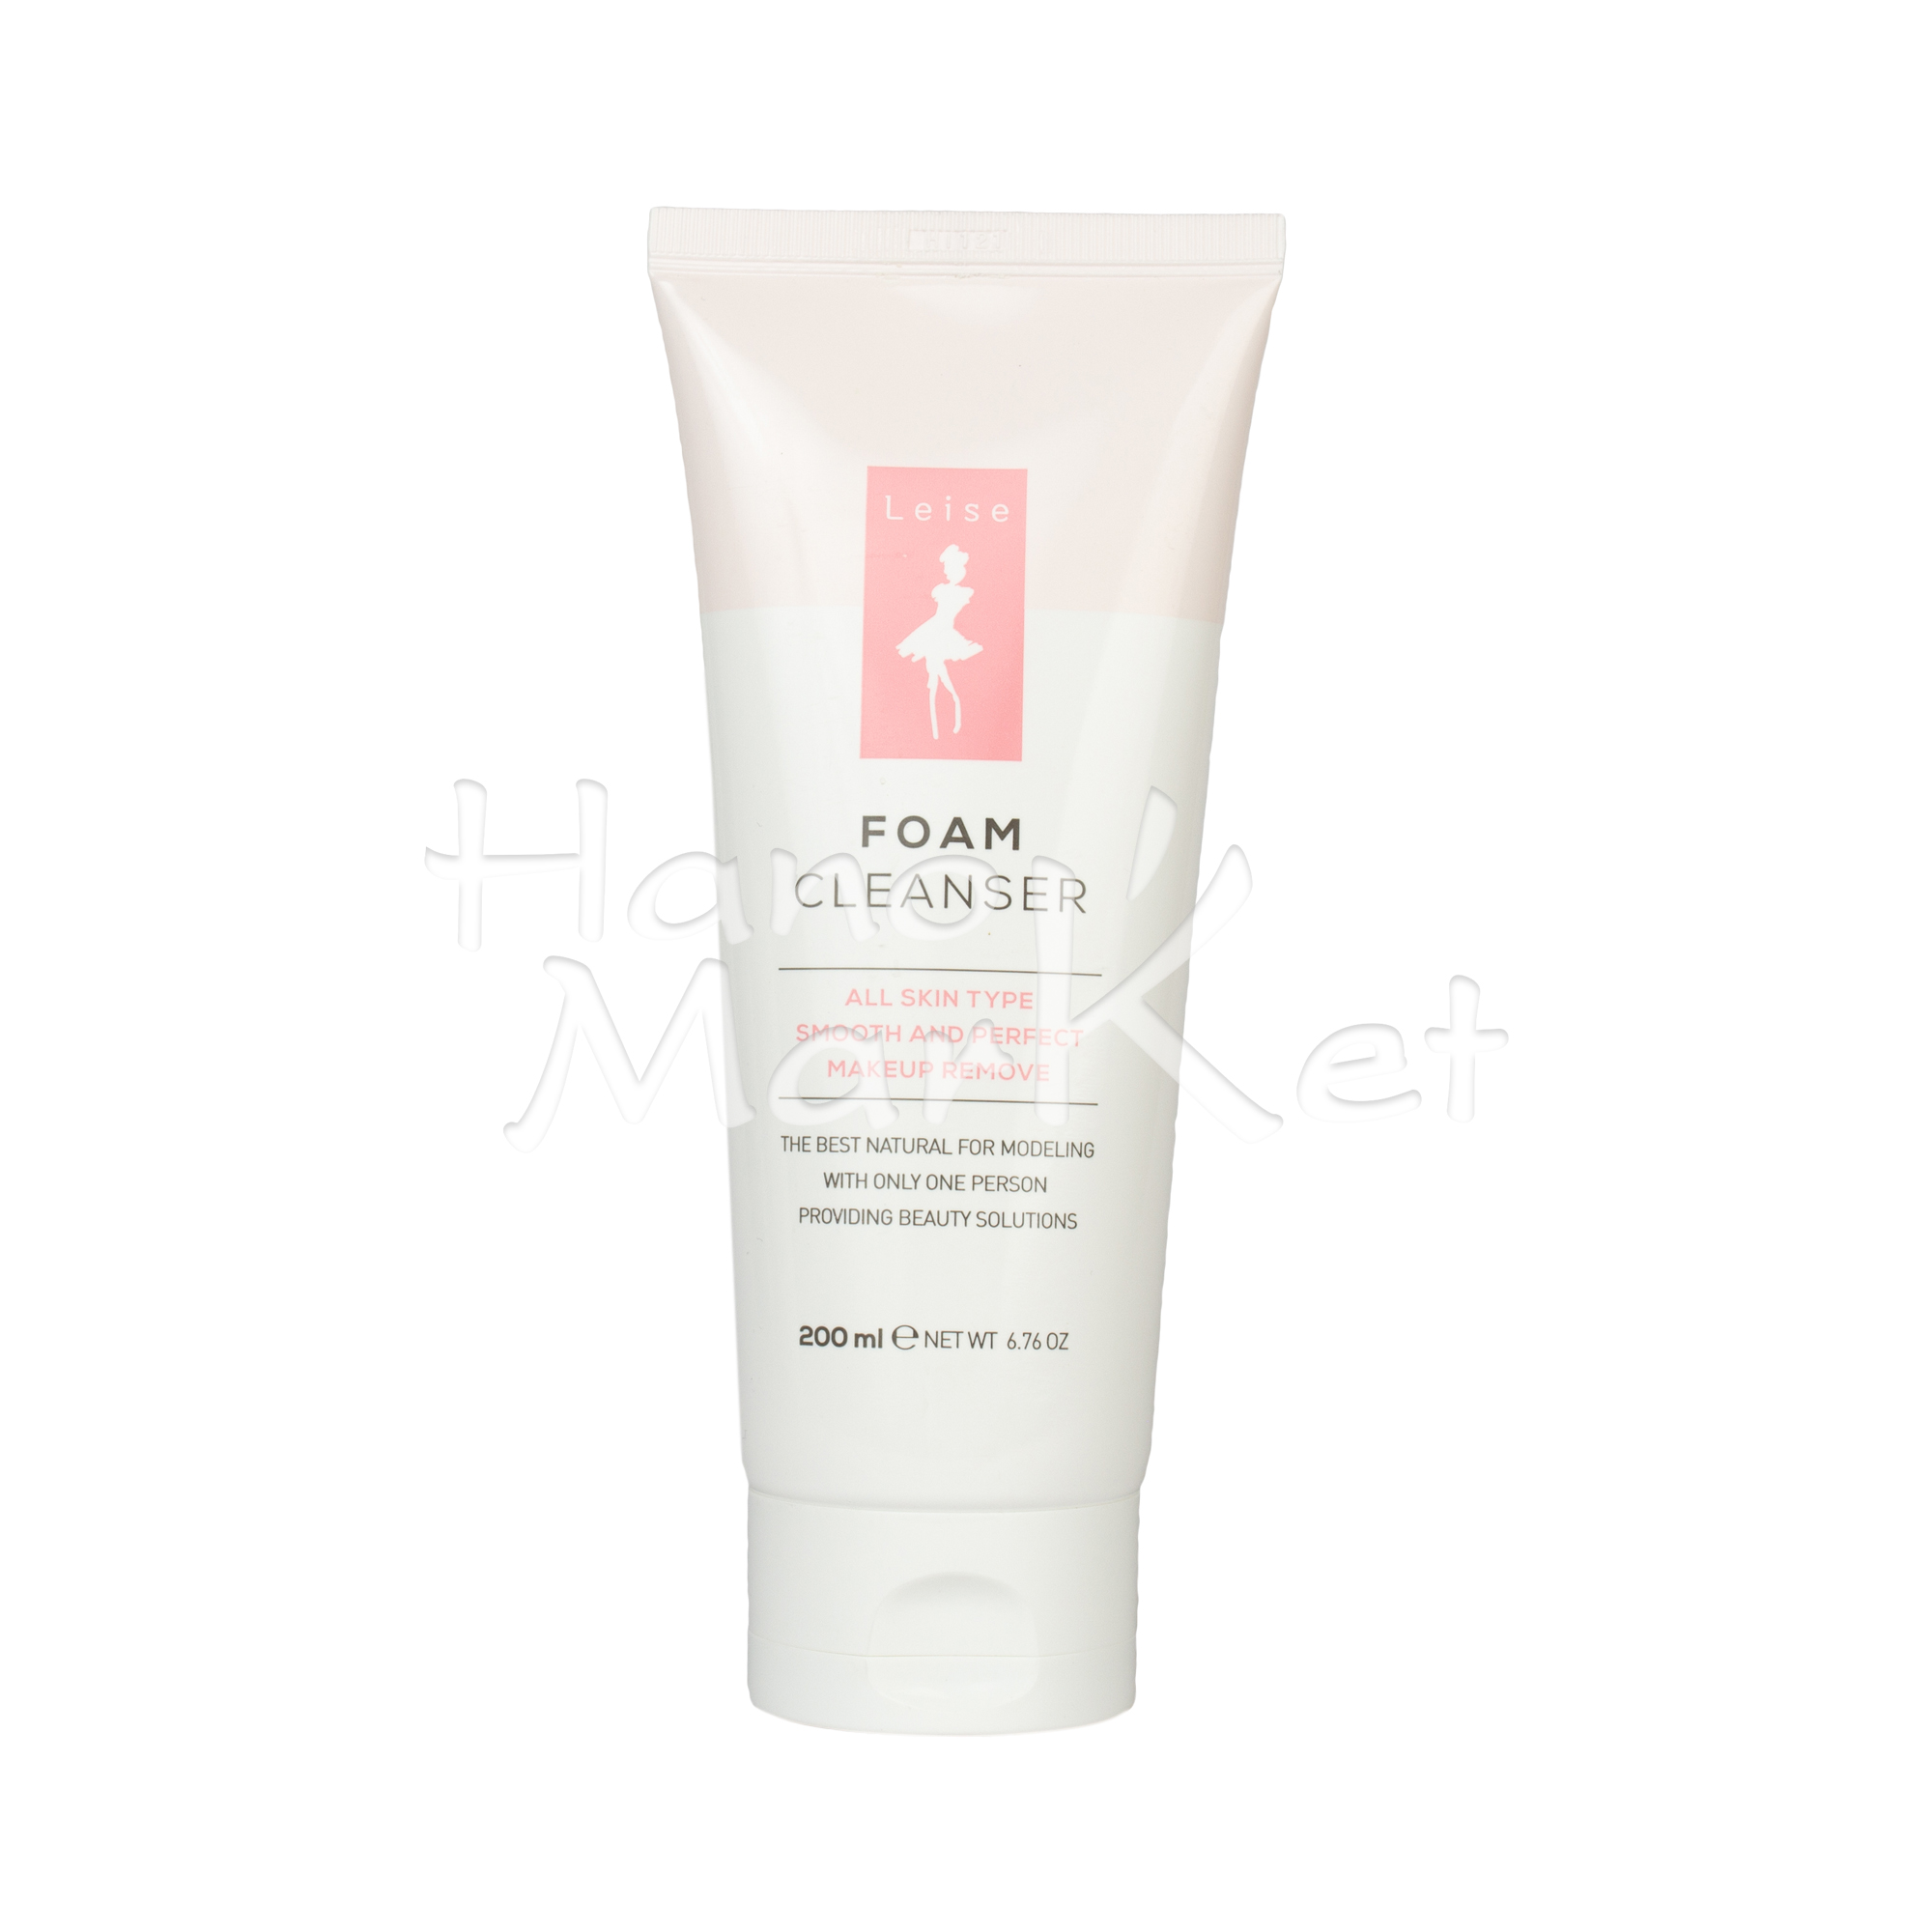 Leise
FOAM
CLEANSER
ALL SKIN TYPE
SMOOTH AND PERFECT
MAKEUP REMOVE
THE BEST NATURAL FOR MODELING
WITH ONLY ONE PERSON
PROVIDING BEAUTY SOLUTIONS
200 ml ℮ NET WT 6.76 OZ
Hanoi
MarKet